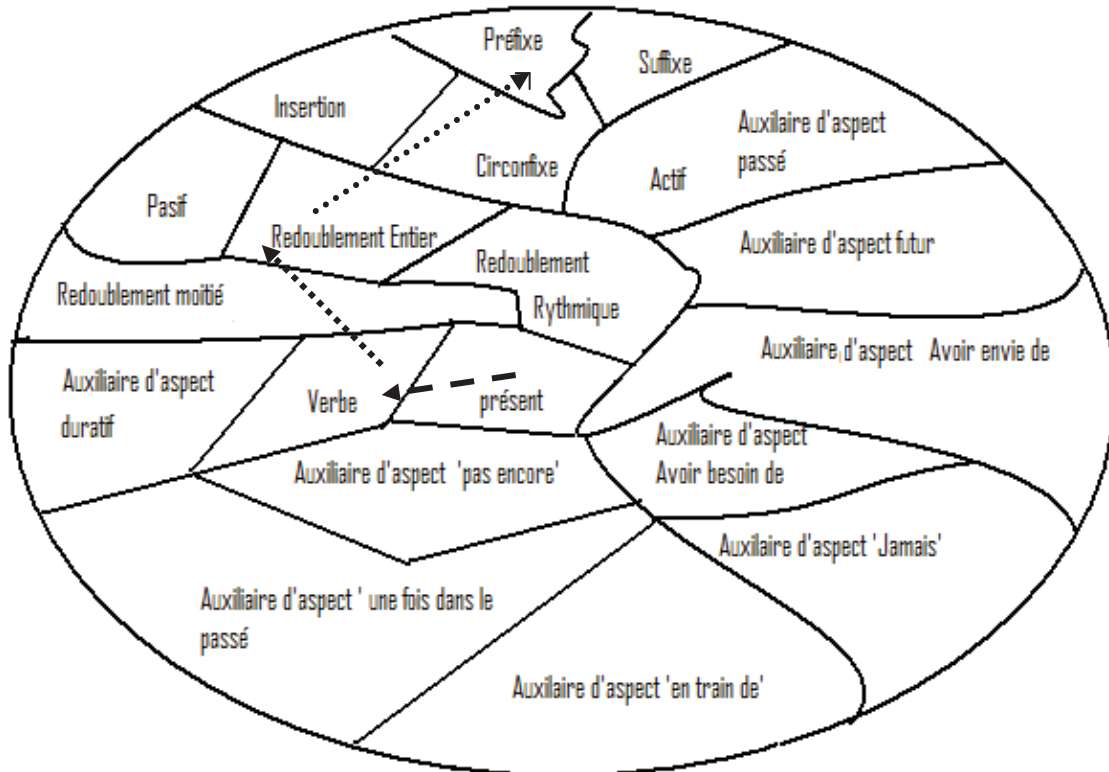 Préfixe
Suffixe
Insertion
Auxilaire d'aspect
passé
Circonfixe
Actif
Pasif
Redoublement Entier
Auxiliaire d'aspect futur
Redoublement
Rythmique
Redoublement moitié
Auxiliaire d'aspect Avoir envie de
Auxiliaire d'aspect
duratif
Verbe
présent
Auxiliaire d'aspect
Avoir besoin de
Auxiliaire d'aspect 'pas encore'
Auxilaire d'aspect 'Jamais'
Auxiliaire d'aspect ' une fois dans le
passé
Auxiliaire d'aspect 'en train de'